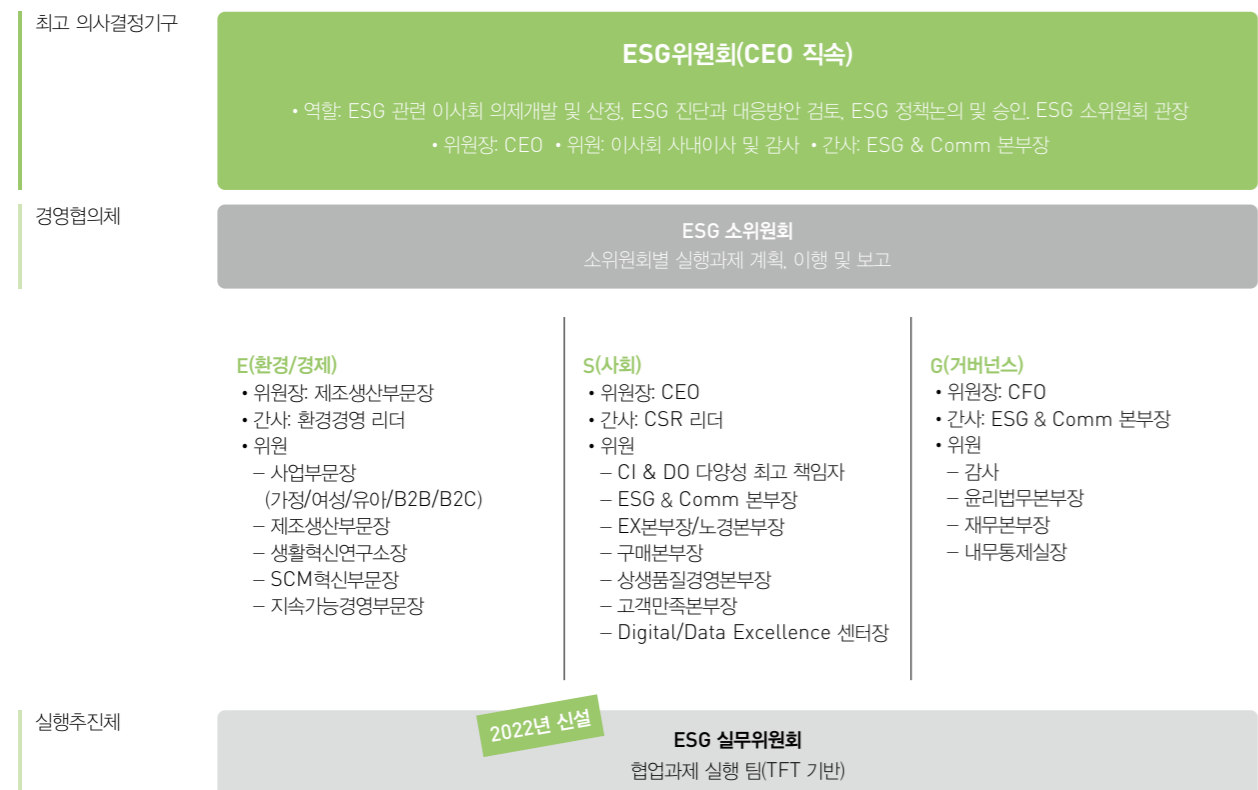 최고 의사결정기구
ESG위원회(CEO 직속)
• 역할: ESG 관련 이사회 의제개발 및 산정, ESG 진단과 대응방안 검토, ESG 정책논의 및 승인, ESG 소위원회 관장
• 위원장: CEO • 위원: 이사회 사내이사 및 감사 • 간사: ESG & Comm 본부장
경영협의체
ESG 소위원회
소위원회별 실행과제 계획, 이행 및 보고
E(환경/경제)
• 위원장: 제조생산부문장
• 간사: 환경경영 리더
• 위원
– 사업부문장
(가정/여성/유아/B2B/B2C)
– 제조생산부문장
– 생활혁신연구소장
– SCM혁신부문장
– 지속가능경영부문장
S(사회)
• 위원장: CEO
• 간사: CSR 리더
• 위원
– CI & DO 다양성 최고 책임자
– ESG & Comm 본부장
– EX본부장/노경본부장
– 구매본부장
– 상생품질경영본부장
– 고객만족본부장
– Digital/Data Excellence 센터장
G(거버넌스)
• 위원장: CFO
• 간사: ESG & Comm 본부장
• 위원
– 감사
– 윤리법무본부장
– 재무본부장
– 내무통제실장
실행추진체
2022년 신설
ESG 실무위원회
협업과제 실행 팀(TFT 기반)